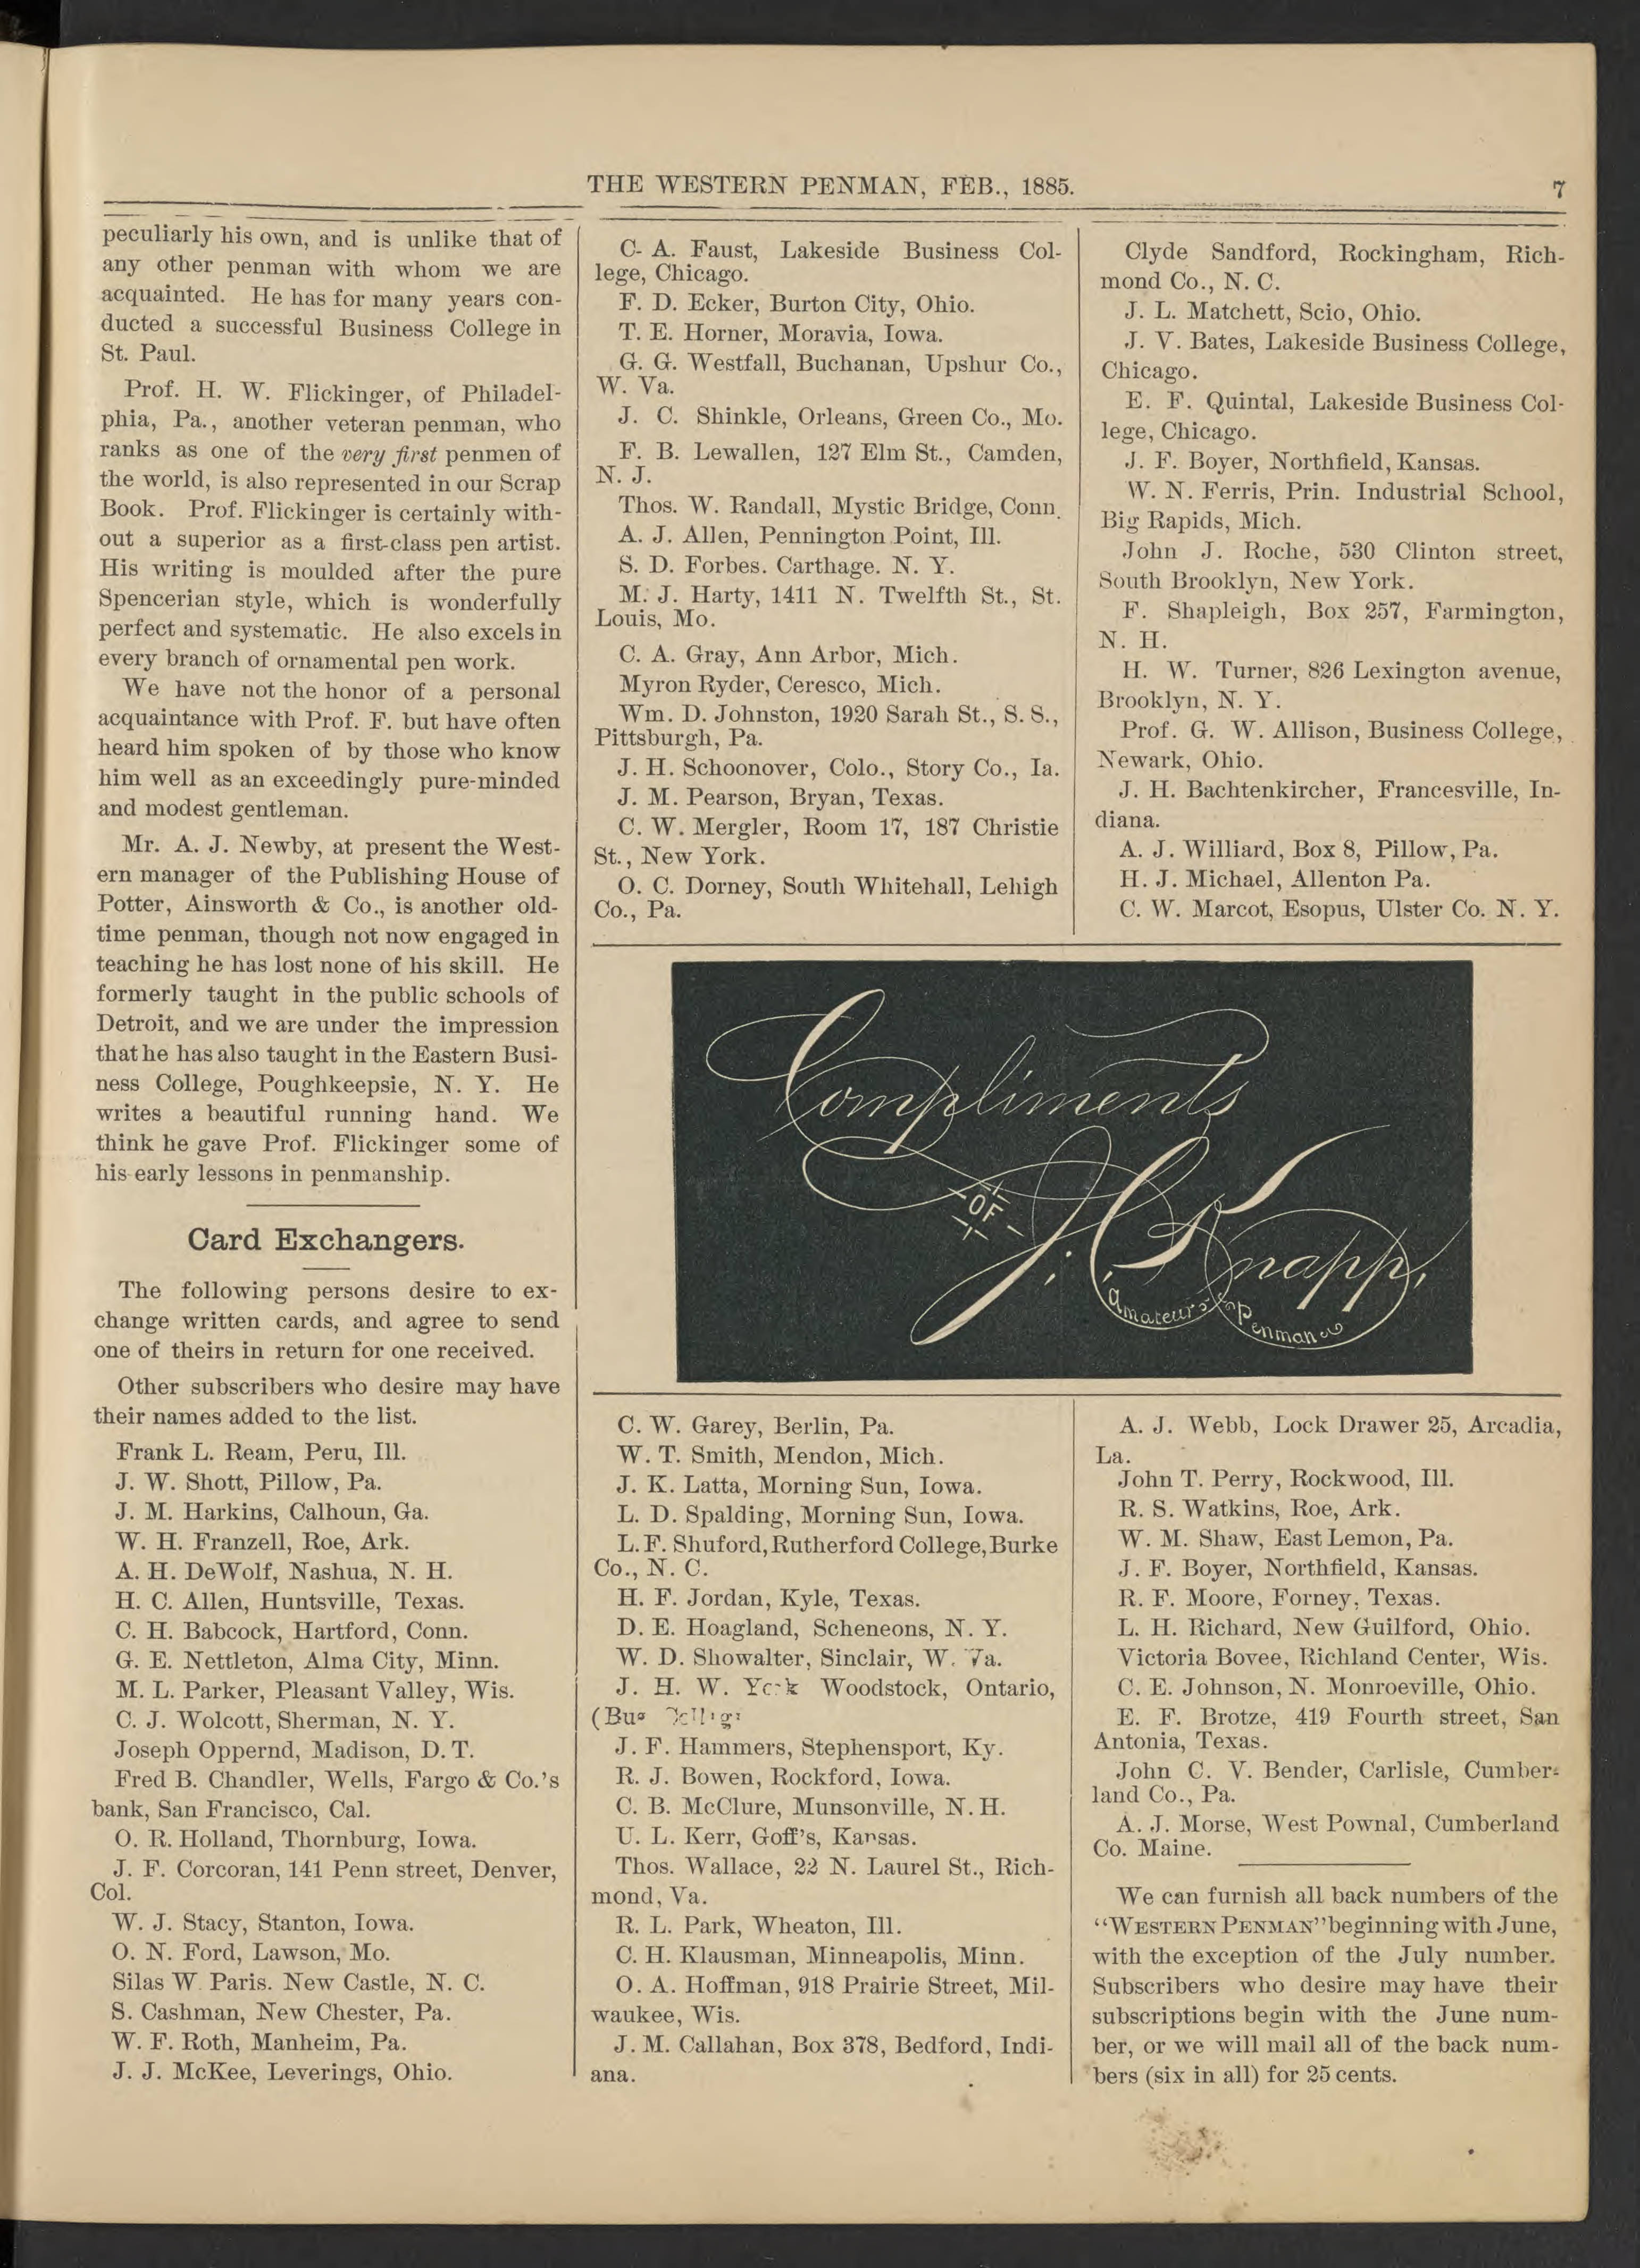 THE WESTERN PENMAN, FEB., 1885.
7
peculiarly his own, and is unlike that of
any other penman with whom we are
acquainted. He has for many years con-
ducted a successful Business College in
St. Paul.
Prof. H. W. Flickinger, of Philadel-
phia, Pa., another veteran penman, who
ranks as one of the very first penmen of
the world, is also represented in our Scrap
Book. Prof. Flickinger is certainly with-
out a superior as a first-class pen artist.
His writing is moulded after the pure
Spencerian style, which is wonderfully
perfect and systematic. He also excels in
every branch of ornamental pen work.
We have not the honor of a personal
acquaintance with Prof. F. but have often
heard him spoken of by those who know
him well as an exceedingly pure-minded
and modest gentleman.
Mr. A. J. Newby, at present the West-
ern manager of the Publishing House of
Potter, Ainsworth & Co., is another old-
time penman, though not now engaged in
teaching he has lost none of his skill. He
formerly taught in the public schools of
Detroit, and we are under the impression
that he has also taught in the Eastern Busi-
ness College, Poughkeepsie, N. Y. He
writes a beautiful running hand. We
think he gave Prof. Flickinger some of
his early lessons in penmanship.
Card Exchangers.
The following persons desire to ex-
change written cards, and agree to send
one of theirs in return for one received.
Other subscribers who desire may have
their names added to the list.
Frank L. Ream, Peru, Ill.
J. W. Shott, Pillow, Pa.
J. M. Harkins, Calhoun, Ga.
W. H. Franzell, Roe, Ark.
A. H. DeWolf, Nashua, N. H.
H. C. Allen, Huntsville, Texas.
C. H. Babcock, Hartford, Conn.
G. E. Nettleton, Alma City, Minn.
M. L. Parker, Pleasant Valley, Wis.
C. J. Wolcott, Sherman, N. Y.
Joseph Oppernd, Madison, D. T.
Fred B. Chandler, Wells, Fargo & Co.'s
bank, San Francisco, Cal.
O. R. Holland, Thornburg, Iowa.
J. F. Corcoran, 141 Penn street, Denver,
Col.
W. J. Stacy, Stanton, Iowa.
O. N. Ford, Lawson, Mo.
Silas W. Paris. New Castle, N. C.
S. Cashman, New Chester, Pa.
W. F. Roth, Manheim, Pa.
J. J. McKee, Leverings, Ohio.
C- A. Faust, Lakeside Business Col-
lege, Chicago.
F. D. Ecker, Burton City, Ohio.
T. E. Horner, Moravia, Iowa.
G. G. Westfall, Buchanan, Upshur Co.,
W. Va.
J. C. Shinkle, Orleans, Green Co., Mo.
F. B. Lewallen, 127 Elm St., Camden,
N. J.
Thos. W. Randall, Mystic Bridge, Conn.
A. J. Allen, Pennington Point, Ill.
S. D. Forbes. Carthage. N. Y.
M. J. Harty, 1411 N. Twelfth St., St.
Louis, Mo.
C. A. Gray, Ann Arbor, Mich.
Myron Ryder, Ceresco, Mich.
Wm. D. Johnston, 1920 Sarah St., S. S.,
Pittsburgh, Pa.
J. H. Schoonover, Colo., Story Co., Ia.
J. M. Pearson, Bryan, Texas.
C. W. Mergler, Room 17, 187 Christie
St., New York.
O. C. Dorney, South Whitehall, Lehigh
Co., Pa.
Clyde Sandford, Rockingham, Rich-
mond Co., N. C.
J. L. Matchett, Scio, Ohio.
J. V. Bates, Lakeside Business College,
Chicago.
E. F. Quintal, Lakeside Business Col-
lege, Chicago.
J. F. Boyer, Northfield, Kansas.
W. N. Ferris, Prin. Industrial School,
Big Rapids, Mich.
John J. Roche, 530 Clinton street,
South Brooklyn, New York.
F. Shapleigh, Box 257, Farmington,
N. H.
H. W. Turner, 826 Lexington avenue,
Brooklyn, N. Y.
Prof. G. W. Allison, Business College,
Newark, Ohio.
J. H. Bachtenkircher, Francesville, In-
diana.
A. J. Williard, Box 8, Pillow, Pa.
H. J. Michael, Allenton Pa.
C. W. Marcot, Esopus, Ulster Co. N. Y.
Compliments
OF
J. C. Knapp,
Amateur Penman
C. W. Garey, Berlin, Pa.
W. T. Smith, Mendon, Mich.
J. K. Latta, Morning Sun, Iowa.
L. D. Spalding, Morning Sun, Iowa.
L. F. Shuford, Rutherford College, Burke
Co., N. C.
H. F. Jordan, Kyle, Texas.
D. E. Hoagland, Scheneons, N. Y.
W. D. Showalter, Sinclair, W. Va.
J. H. W. York Woodstock, Ontario,
(Bus
J. F. Hammers, Stephensport, Ky.
R. J. Bowen, Rockford, Iowa.
C. B. McClure, Munsonville, N. H.
U. L. Kerr, Goff's, Kansas.
Thos. Wallace, 22 N. Laurel St., Rich-
mond, Va.
R. L. Park, Wheaton, Ill.
C. H. Klausman, Minneapolis, Minn.
O. A. Hoffman, 918 Prairie Street, Mil-
waukee, Wis.
J. M. Callahan, Box 378, Bedford, Indi-
ana.
A. J. Webb, Lock Drawer 25, Arcadia,
La.
John T. Perry, Rockwood, Ill.
R. S. Watkins, Roe, Ark.
W. M. Shaw, East Lemon, Pa.
J. F. Boyer, Northfield, Kansas.
R. F. Moore, Forney, Texas.
L. H. Richard, New Guilford, Ohio.
Victoria Bovee, Richland Center, Wis.
C. E. Johnson, N. Monroeville, Ohio.
E. F. Brotze, 419 Fourth street, San
Antonia, Texas.
John C. V. Bender, Carlisle, Cumber-
land Co., Pa.
A. J. Morse, West Pownal, Cumberland
Co. Maine.
We can furnish all back numbers of the
"WESTERN PENMAN" beginning with June,
with the exception of the July number.
Subscribers who desire may have their
subscriptions begin with the June num-
ber, or we will mail all of the back num-
bers (six in all) for 25 cents.